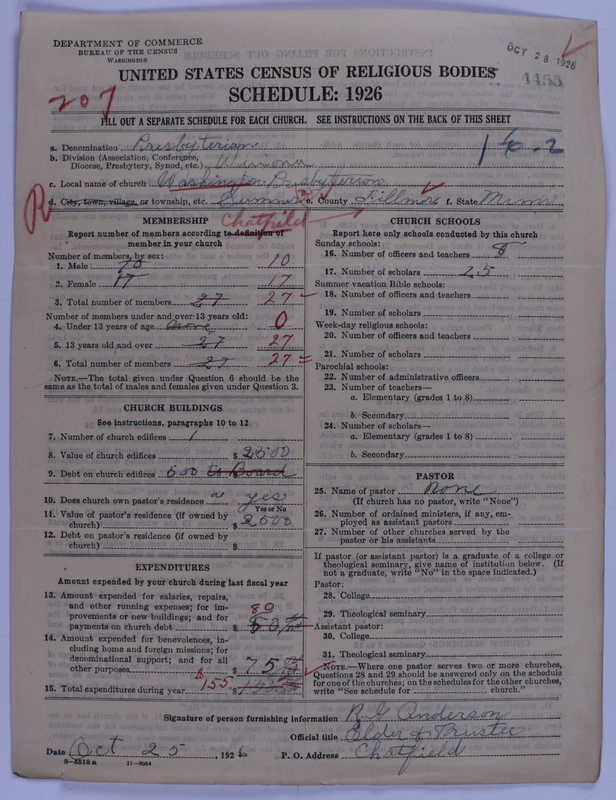 DEPARTMENT OF COMMERCE
BUREAU OF THE CENSUS
WASHINGTON
OCT 28 1926
4455
UNITED STATES CENSUS OF RELIGIOUS BODIES
SCHEDULE: 1926
207
FILL OUT A SEPARATE SCHEDULE FOR EACH CHURCH. SEE INSTRUCTIONS ON THE BACK OF THIS SHEET
a. Denomination Presbyterian
b. Division (Association, Conference,
Diocese, Presbytery, Synod, etc.) Winona
c. Local name of church Washington Presbyterian
d. City, town, village, or township, etc. Sumner e. County Fillmore f. State Minn
R
Chatfield
MEMBERSHIP
Report number of members according to definition of
member in your church
Number of members by sex:
1. Male 10 10
2. Female 17 17
3. Total number of members 27 27
Number of members under and over 13 years old:
4. Under 13 years of age none 0
5. 13 years old and over 27 27
6. Total number of members 27 27
NOTE.—The total given under Question 6 should be the
same as the total of males and females given under Question 3.
CHURCH BUILDINGS
See instructions, paragraphs 10 to 12
7. Number of church edifices 1
8. Value of church edifices $ 2500
9. Debt on church edifices 600 to Board
10. Does church own pastor's residence yes
Yes or No
11. Value of pastor's residence (if owned by
church) $ 2500
12. Debt on pastor's residence (if owned by
church) $
EXPENDITURES
Amount expended by your church during last fiscal year
13. Amount expended for salaries, repairs,
and other running expenses; for im-
provements or new buildings; and for
payments on church debt $ 80
14. Amount expended for benevolences, in-
cluding home and foreign missions; for
denominational support; and for all
other purposes $ 75
15. Total expenditures during year 155 $
CHURCH SCHOOLS
Report here only schools conducted by this church
Sunday schools:
16. Number of officers and teachers 8
17. Number of scholars 25
Summer vacation Bible schools:
18. Number of officers and teachers
19. Number of scholars
Week-day religious schools:
20. Number of officers and teachers
21. Number of scholars
Parochial schools:
22. Number of administrative officers
23. Number of teachers—
a. Elementary (grades 1 to 8)
b. Secondary
24. Number of scholars—
a. Elementary (grades 1 to 8)
b. Secondary
PASTOR
25. Name of pastor None
(If church has no pastor, write "None")
26. Number of ordained ministers, if any, em-
ployed as assistant pastors
27. Number of other churches served by the
pastor or his assistants
If pastor (or assistant pastor) is a graduate of a college or
theological seminary, give name of institution below. (If
not a graduate, write "No" in the space indicated.)
Pastor:
28. College
29. Theological seminary
Assistant pastor:
30. College
31. Theological seminary
NOTE.—Where one pastor serves two or more churches,
Questions 28 and 29 should be answered only on the schedule
for one of the churches; on the schedules for the other churches,
write "See schedule for church."
Signature of person furnishing information R G Anderson
Official title Elder & Trustee
Date Oct 25, 1926 P. O. Address Chatfield
8—5518a 11—9084